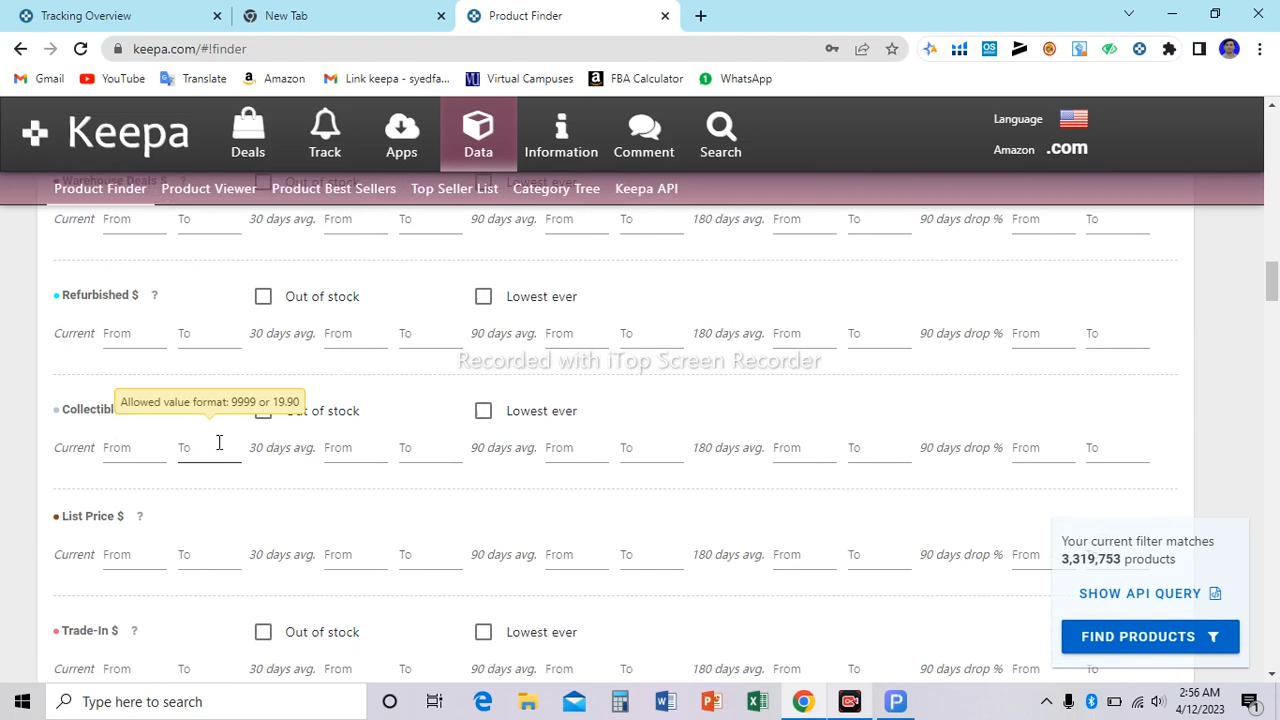 Tracking Overview
New Tab
Product Finder
keepa.com/#!finder
Gmail YouTube Translate Amazon Link keepa - syedfa... Virtual Campuses FBA Calculator WhatsApp
Keepa
Deals Track Apps Data Information Comment Search
Language
Amazon .com
Product Finder Product Viewer Product Best Sellers Top Seller List Category Tree Keepa API
Warehouse Deals $ ? Out of stock Lowest ever
Current From To 30 days avg. From To 90 days avg. From To 180 days avg. From To 90 days drop % From To
Refurbished $ ? Out of stock Lowest ever
Current From To 30 days avg. From To 90 days avg. From To 180 days avg. From To 90 days drop % From To
Recorded with iTop Screen Recorder
Allowed value format: 9999 or 19.90
Collectibl Out of stock Lowest ever
Current From To 30 days avg. From To 90 days avg. From To 180 days avg. From To 90 days drop % From To
List Price $ ?
Current From To 30 days avg. From To 90 days avg. From To 180 days avg. From To 90 days drop % From To
Your current filter matches
3,319,753 products
SHOW API QUERY
FIND PRODUCTS
Trade-In $ ? Out of stock Lowest ever
Current From To 30 days avg. From To 90 days avg. From To 180 days avg. From To 90 days drop % From To
Type here to search
2:56 AM
4/12/2023